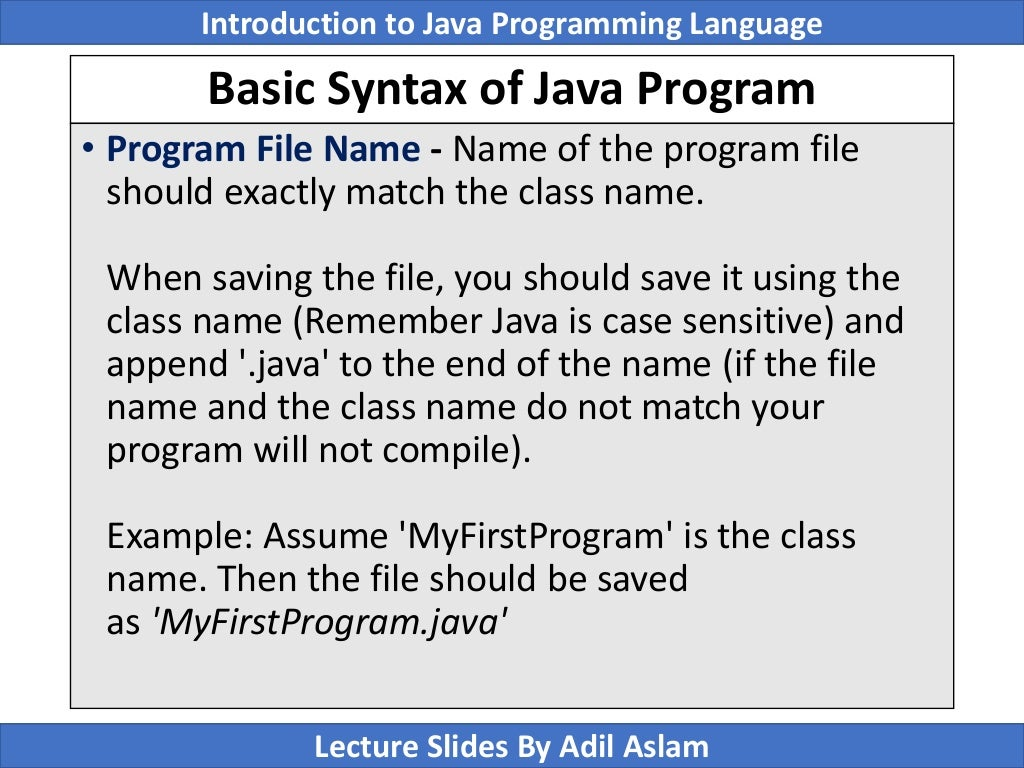 Introduction to Java Programming Language
Basic Syntax of Java Program
• Program File Name - Name of the program file
should exactly match the class name.
When saving the file, you should save it using the
class name (Remember Java is case sensitive) and
append '.java' to the end of the name (if the file
name and the class name do not match your
program will not compile).
Example: Assume 'MyFirstProgram' is the class
name. Then the file should be saved
as 'MyFirstProgram.java'
Lecture Slides By Adil Aslam